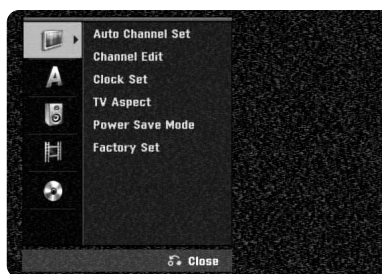 Auto Channel Set
Channel Edit
A
Clock Set
TV Aspect
Power Save Mode
Factory Set
Close